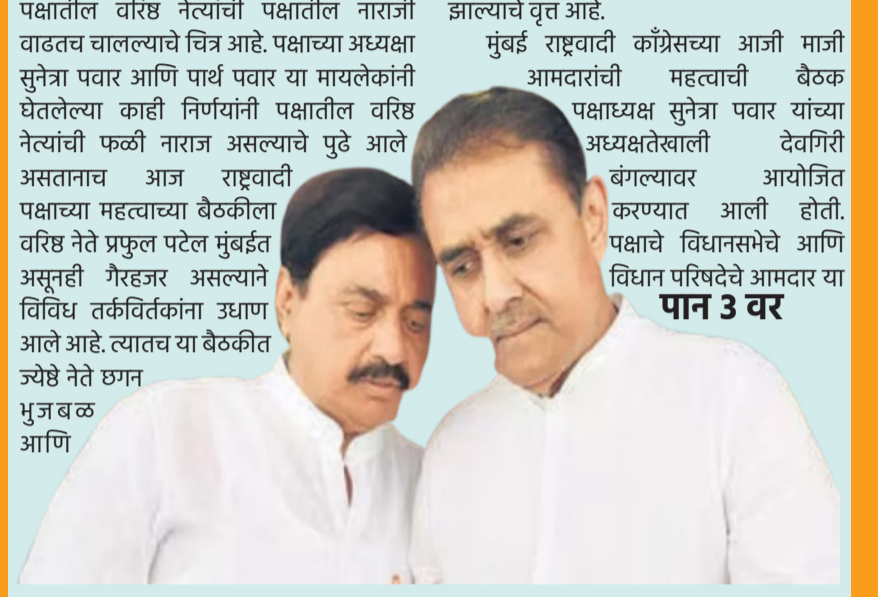 पक्षातील वरिष्ठ नेत्यांची पक्षातील नाराजी
वाढतच चालल्याचे चित्र आहे. पक्षाच्या अध्यक्षा
सुनेत्रा पवार आणि पार्थ पवार या मायलेकांनी
घेतलेल्या काही निर्णयांनी पक्षातील वरिष्ठ
नेत्यांची फळी नाराज असल्याचे पुढे आले
असतानाच आज राष्ट्रवादी
पक्षाच्या महत्वाच्या बैठकीला
वरिष्ठ नेते प्रफुल पटेल मुंबईत
असूनही गैरहजर असल्याने
विविध तर्कवितर्कांना उधाण
आले आहे. त्यातच या बैठकीत
ज्येष्ठे नेते छगन
भुजबळ
आणि
झाल्याचे वृत्त आहे.
मुंबई राष्ट्रवादी काँग्रेसच्या आजी माजी
आमदारांची महत्वाची बैठक
पक्षाध्यक्ष सुनेत्रा पवार यांच्या
अध्यक्षतेखाली देवगिरी
बंगल्यावर आयोजित
करण्यात आली होती.
पक्षाचे विधानसभेचे आणि
विधान परिषदेचे आमदार या
पान 3 वर